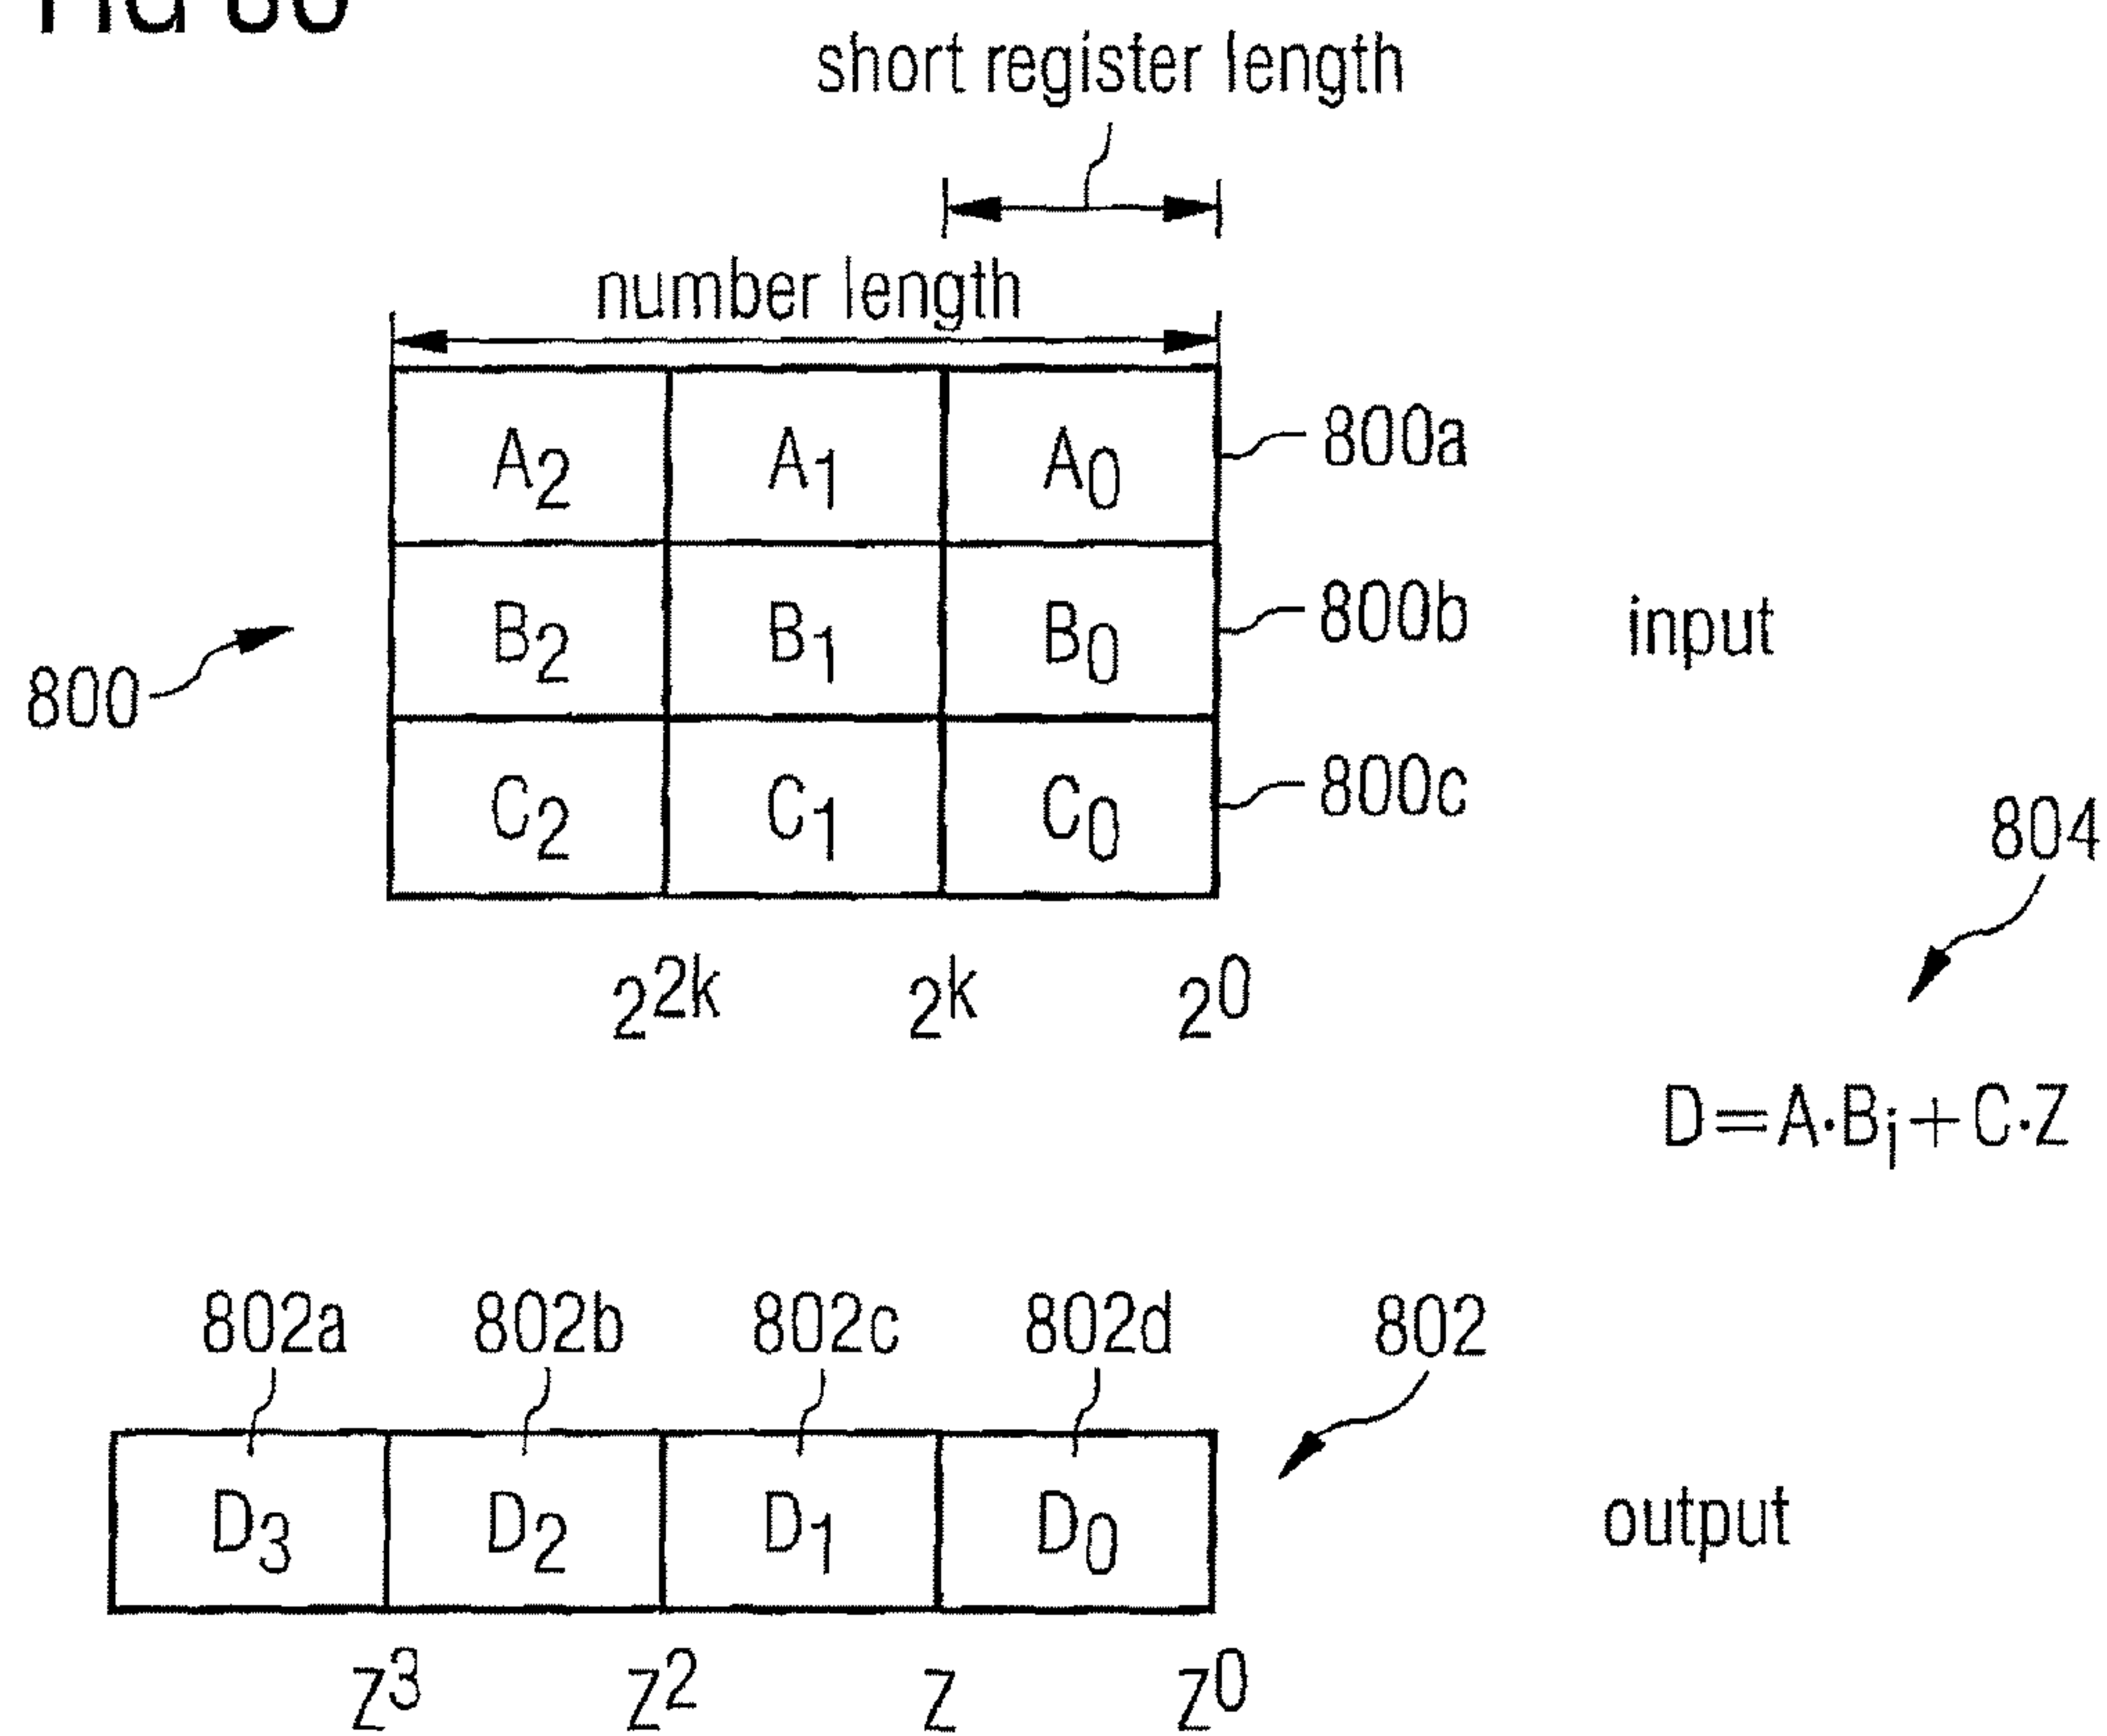 short register length
number length
A2 A1 A0 800a
B2 B1 B0 800b input
800
C2 C1 C0 800c
804
2^2k 2^k 2^0
D=A·Bi+C·Z
802a 802b 802c 802d 802
D3 D2 D1 D0 output
Z^3 Z^2 Z Z^0